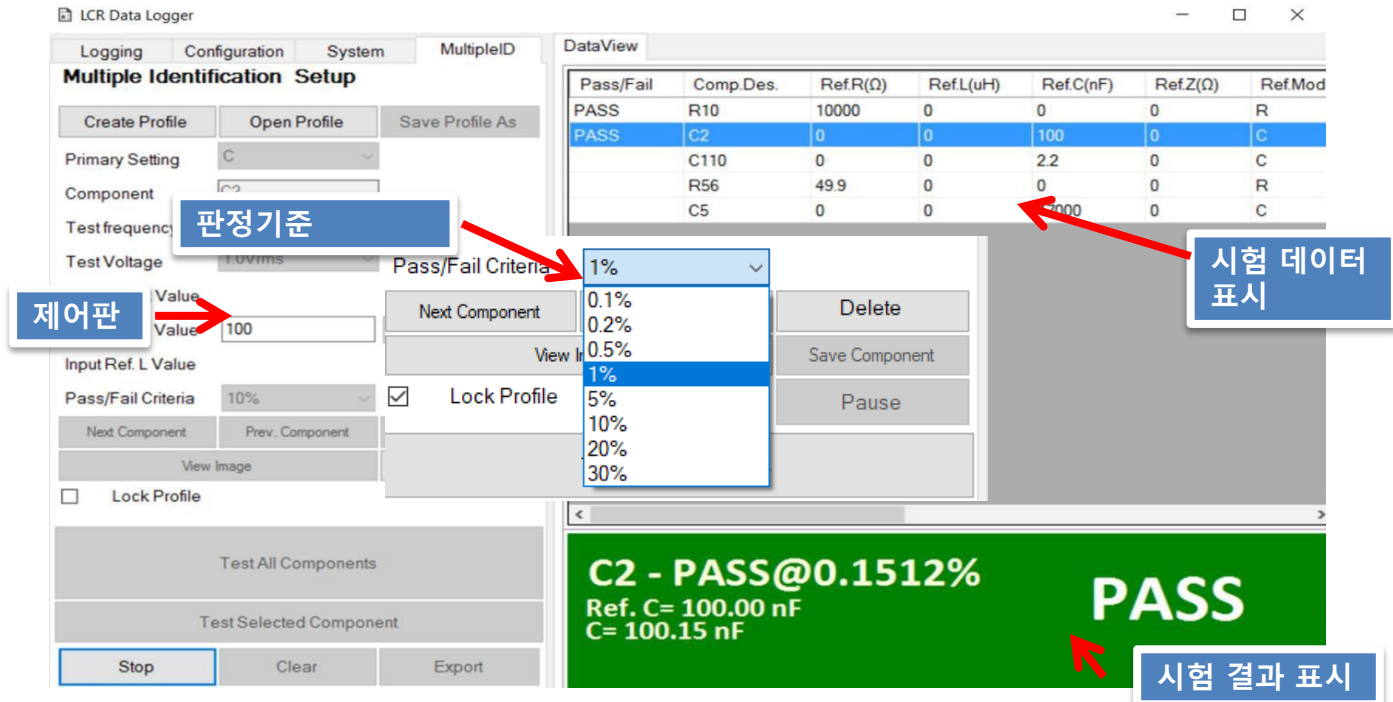 LCR Data Logger
Logging Configuration System MultipleID DataView
Multiple Identification Setup
Create Profile Open Profile Save Profile As
Primary Setting C
Component C2
Test frequency
Test Voltage 1.0Vrms
Value
Value 100
Input Ref. L Value
Pass/Fail Criteria 10%
Next Component Prev. Component
View Image
Lock Profile
Test All Components
Test Selected Component
Stop Clear Export
판정기준
제어판
Pass/Fail Criteria 1%
0.1%
0.2%
0.5%
1%
5%
10%
20%
30%
Next Component Delete
View Save Component
Lock Profile Pause
Pass/Fail Comp.Des. Ref.R(Ω) Ref.L(uH) Ref.C(nF) Ref.Z(Ω) Ref.Mod
PASS R10 10000 0 0 0 R
PASS C2 0 0 100 0 C
C110 0 0 2.2 0 C
R56 49.9 0 0 0 R
C5 0 0 7000 0 C
시험 데이터
표시
C2 - PASS@0.1512%
Ref. C= 100.00 nF
C= 100.15 nF
PASS
시험 결과 표시